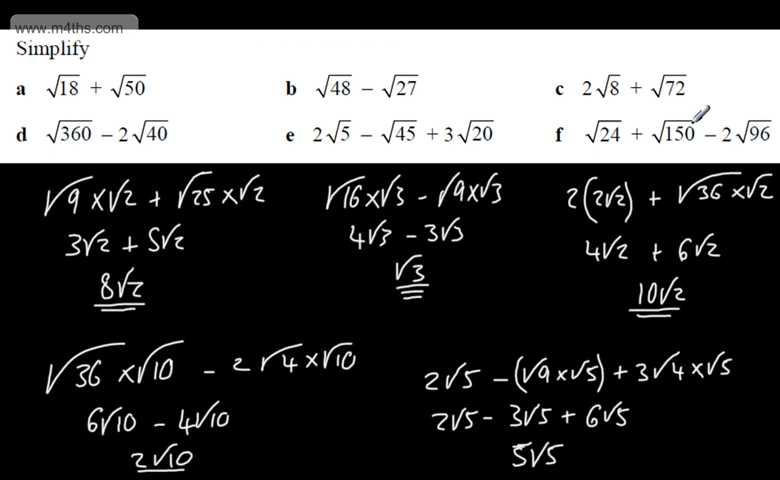 www.m4ths.com
Simplify
a √18 + √50 b √48 − √27 c 2√8 + √72
d √360 − 2√40 e 2√5 − √45 + 3√20 f √24 + √150 − 2√96
√9 × √2 + √25 × √2 √16 × √3 − √9 × √3 2(2√2) + √36 × √2
3√2 + 5√2 4√3 − 3√3 4√2 + 6√2
8√2 √3 10√2
√36 × √10 − 2√4 × √10 2√5 − (√9 × √5) + 3√4 × √5
6√10 − 4√10 2√5 − 3√5 + 6√5
2√10 5√5